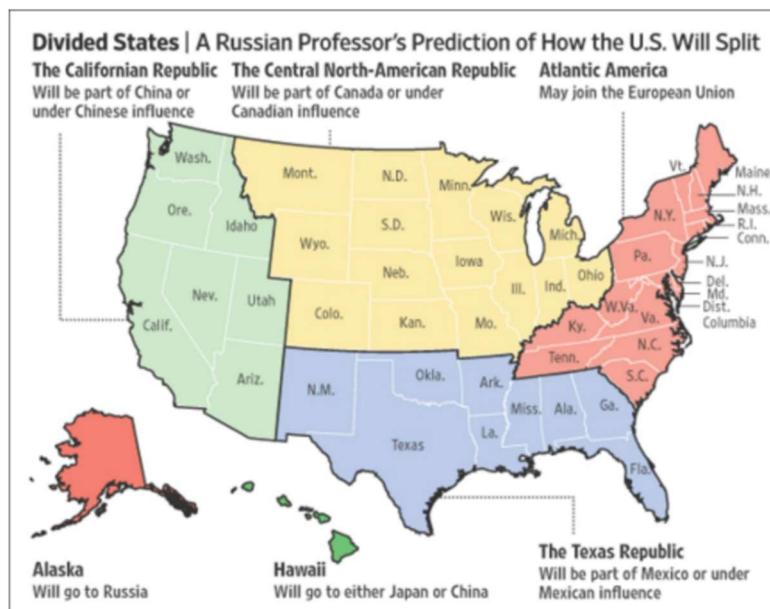 Divided States | A Russian Professor's Prediction of How the U.S. Will Split
The Californian Republic
Will be part of China or
under Chinese influence
The Central North-American Republic
Will be part of Canada or under
Canadian influence
Atlantic America
May join the European Union
Wash.
Ore.
Idaho
Nev.
Utah
Calif.
Ariz.
Mont.
N.D.
Minn.
Wyo.
S.D.
Wis.
Mich.
Neb.
Iowa
Colo.
Kan.
Mo.
Ill.
Ind.
Ohio
Vt.
Maine
N.H.
Mass.
R.I.
Conn.
N.Y.
Pa.
N.J.
Del.
Md.
Dist.
Columbia
W.Va.
Va.
Ky.
Tenn.
N.C.
S.C.
N.M.
Okla.
Ark.
Texas
La.
Miss.
Ala.
Ga.
Fla.
Alaska
Will go to Russia
Hawaii
Will go to either Japan or China
The Texas Republic
Will be part of Mexico or under
Mexican influence